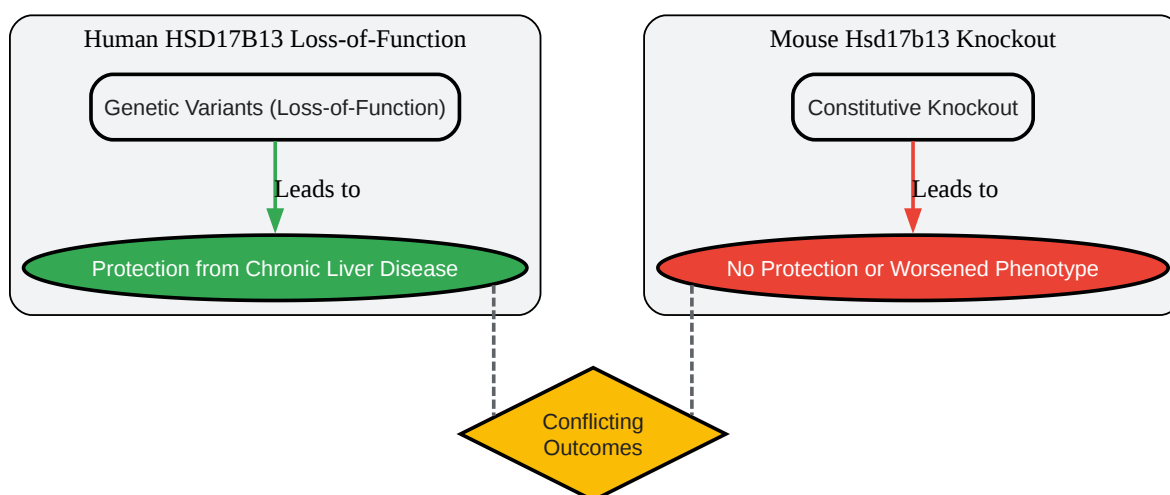 Human HSD17B13 Loss-of-Function
Genetic Variants (Loss-of-Function)
Leads to
Protection from Chronic Liver Disease
Mouse Hsd17b13 Knockout
Constitutive Knockout
Leads to
No Protection or Worsened Phenotype
Conflicting
Outcomes